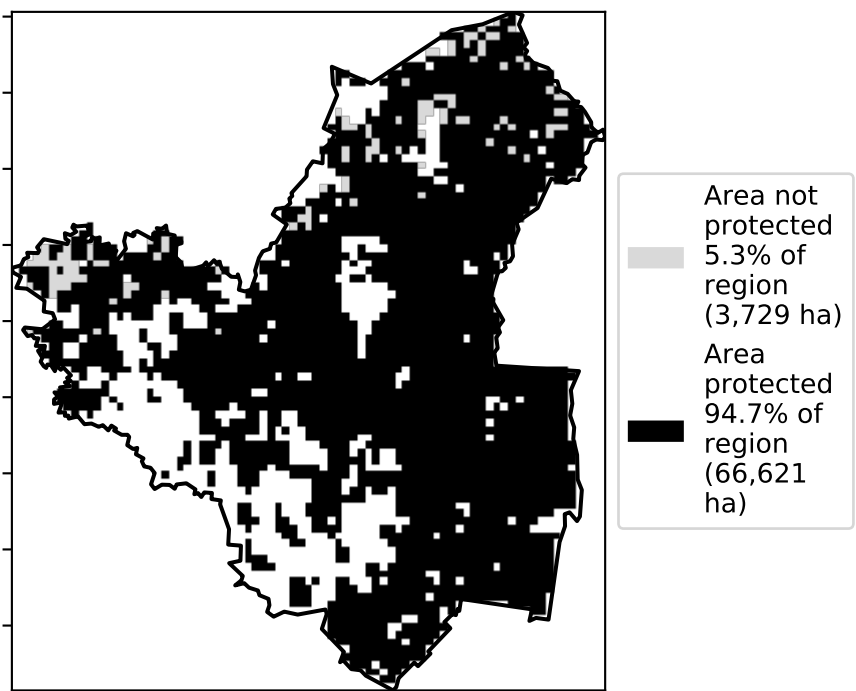 Area not
protected
5.3% of
region
(3,729 ha)
Area
protected
94.7% of
region
(66,621
ha)